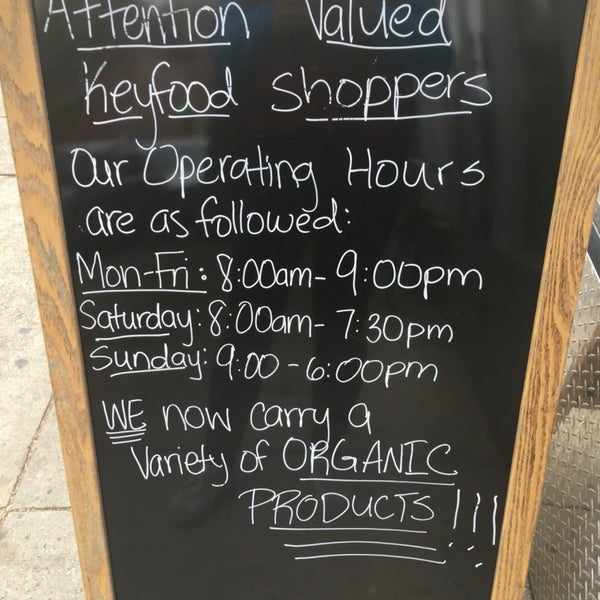 Attention Valued
Keyfood Shoppers
Our Operating Hours
are as followed:
Mon-Fri: 8:00am- 9:00pm
Saturday: 8:00am- 7:30pm
Sunday: 9:00 - 6:00pm
WE now carry a
Variety of ORGANIC
PRODUCTS!!!